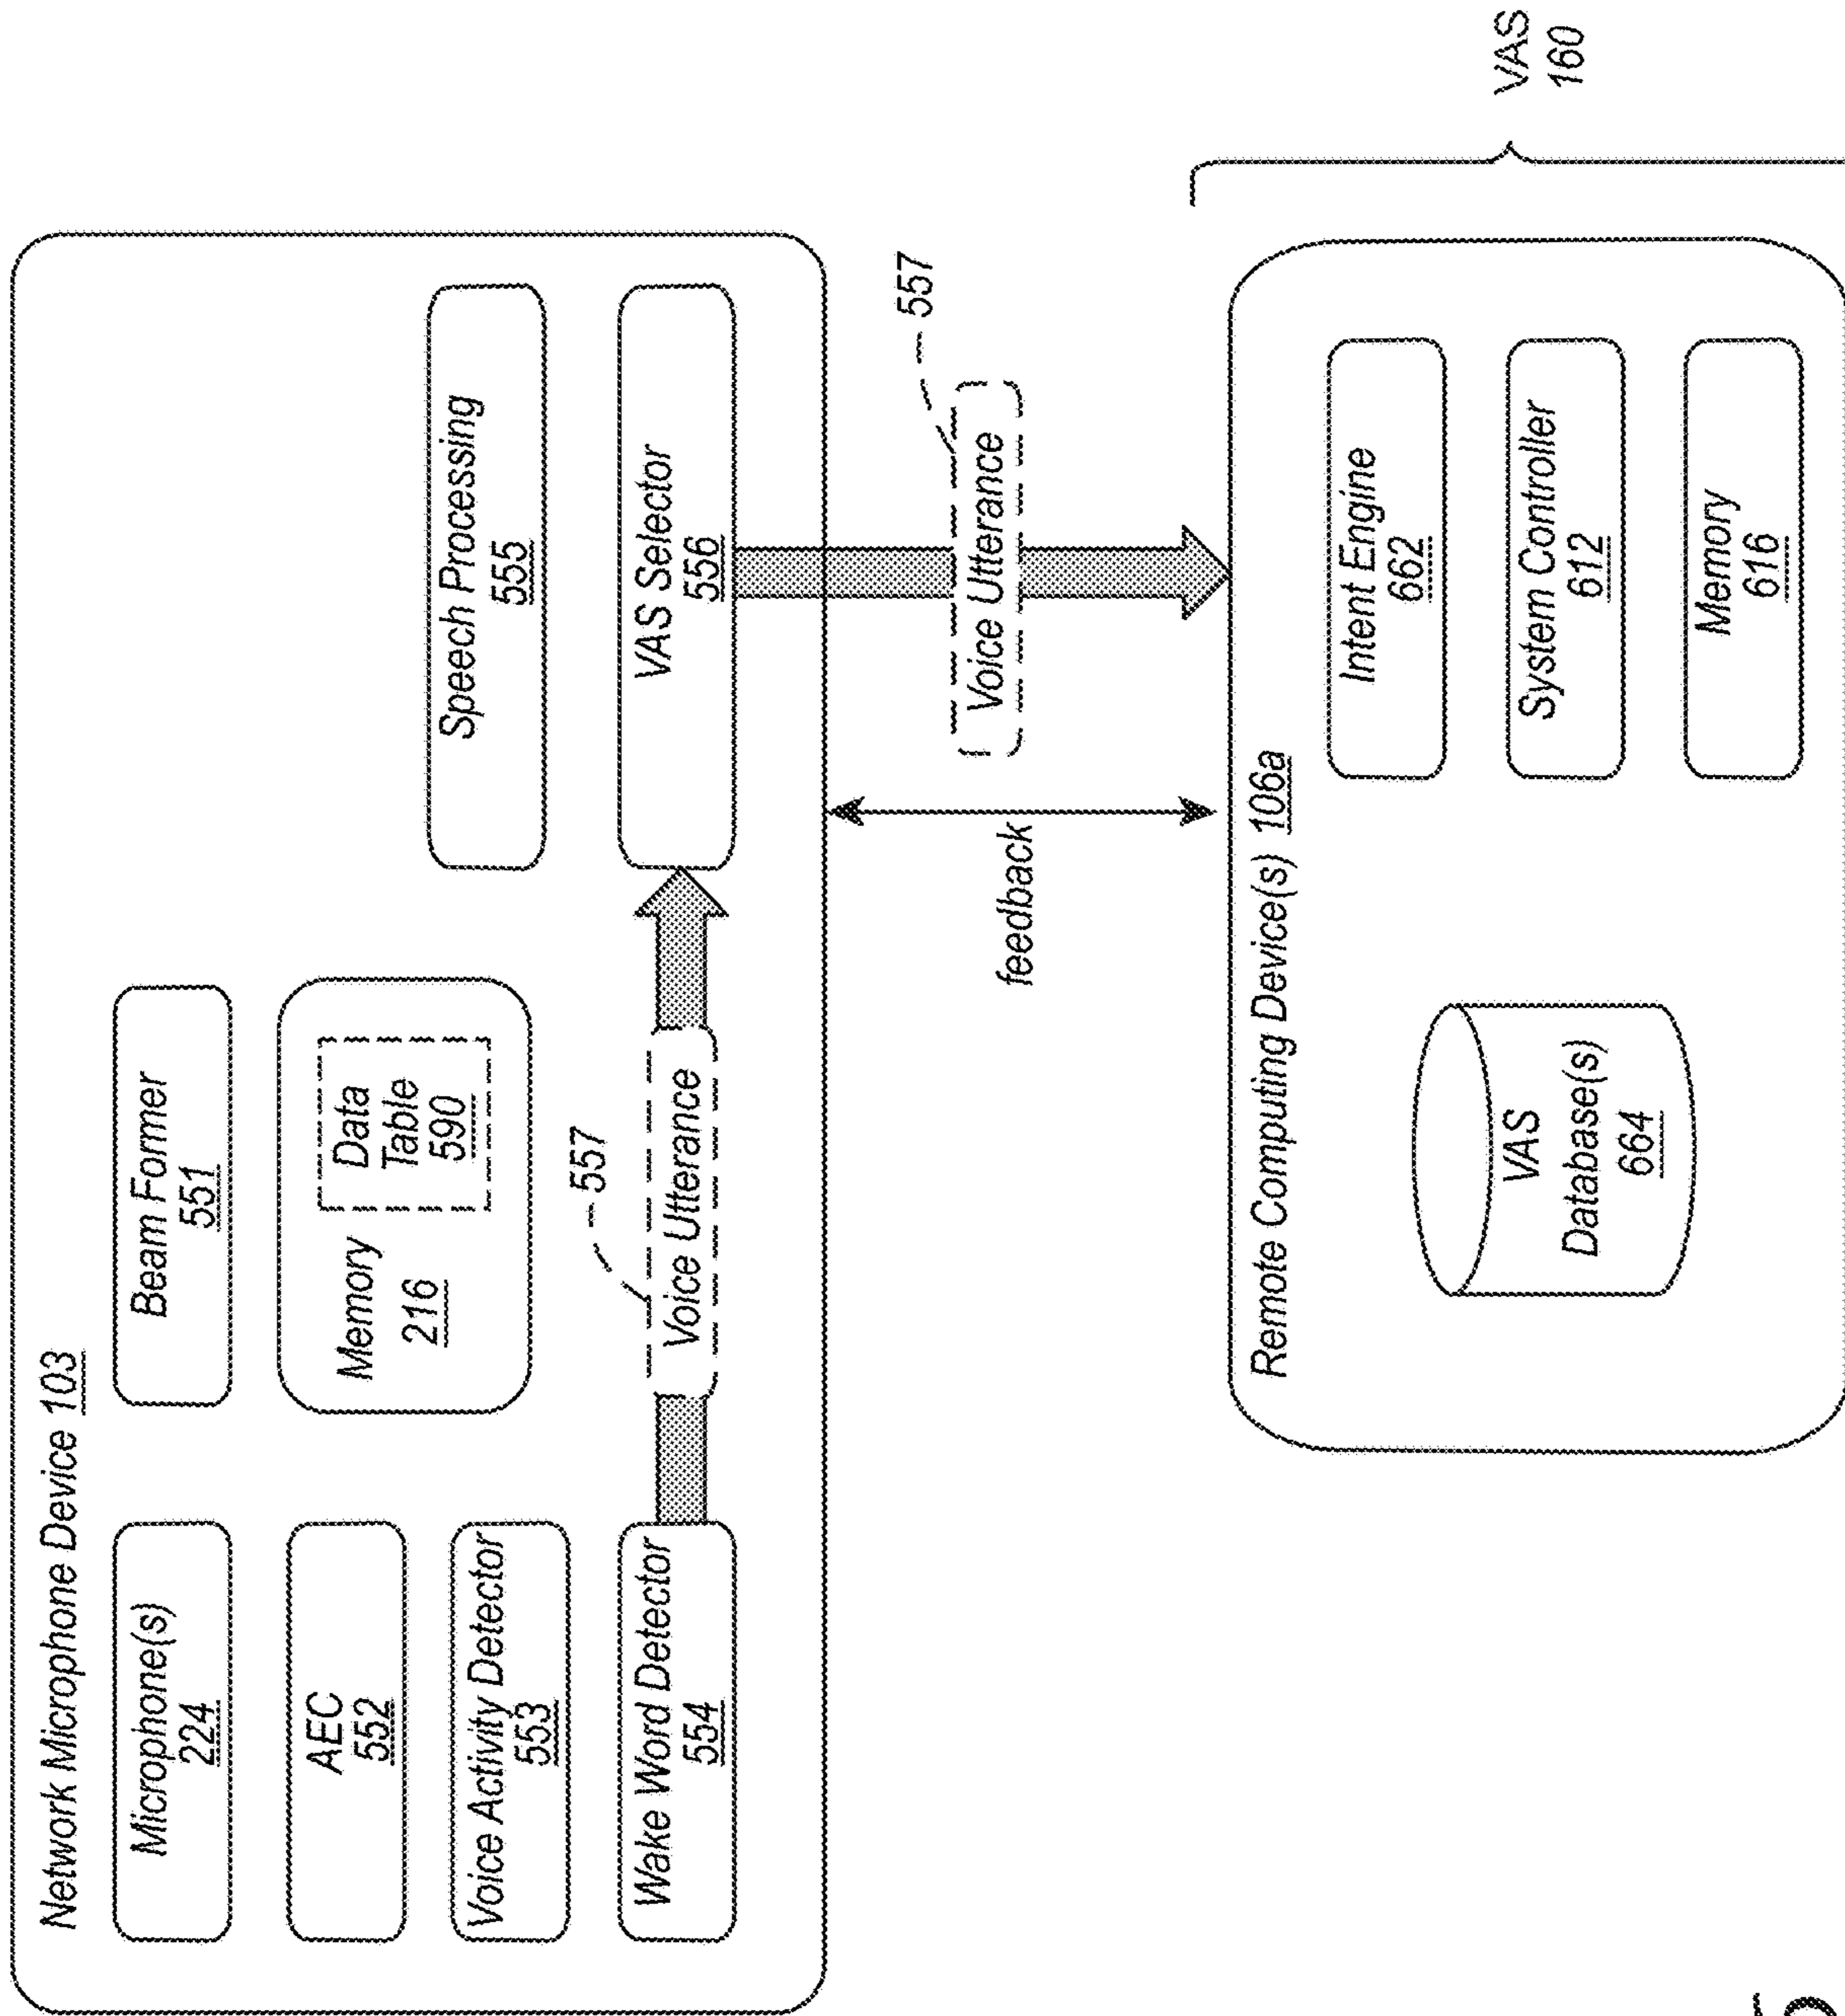 Network Microphone Device 103
Microphone(s)
224
AEC
552
Voice Activity Detector
553
Wake Word Detector
554
Beam Former
551
Memory
216
Data
Table
590
557
Voice Utterance
Speech Processing
555
VAS Selector
556
Voice Utterance
557
feedback
Remote Computing Device(s) 106a
VAS
Database(s)
664
Intent Engine
662
System Controller
612
Memory
616
VAS
160